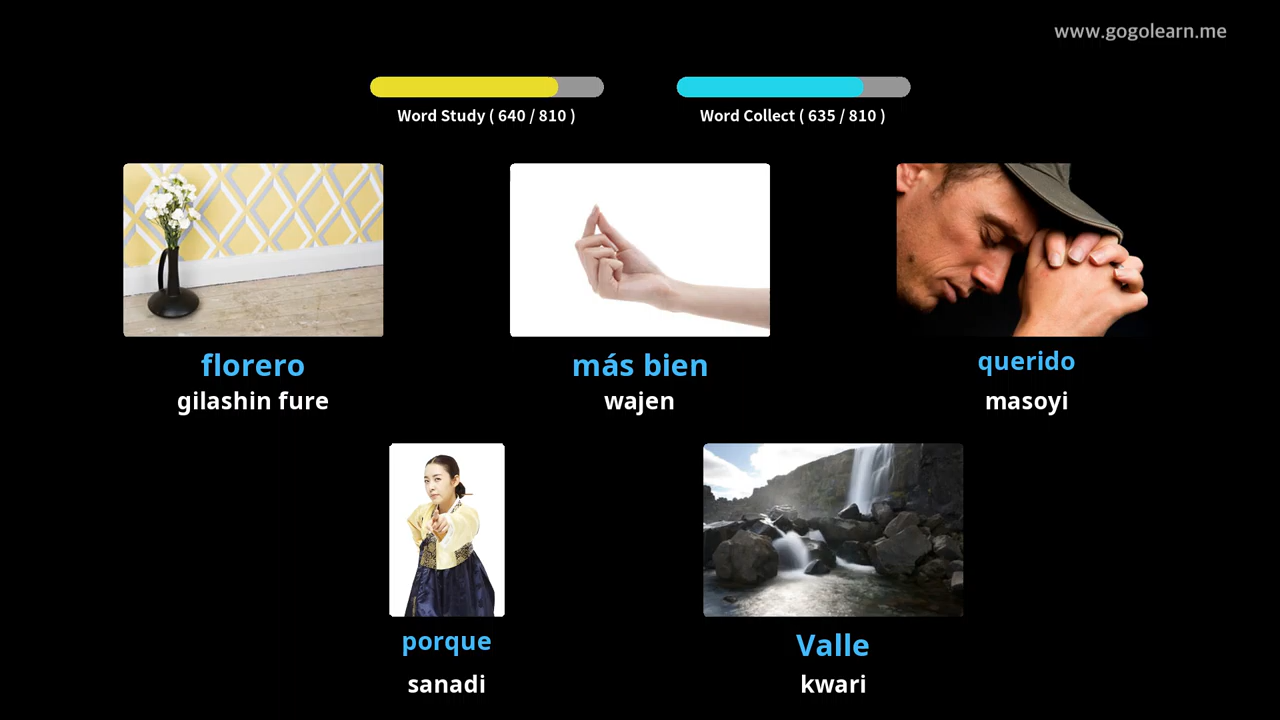 www.gogolearn.me
Word Study ( 640 / 810 )
Word Collect ( 635 / 810 )
florero
gilashin fure
más bien
wajen
querido
masoyi
porque
sanadi
Valle
kwari